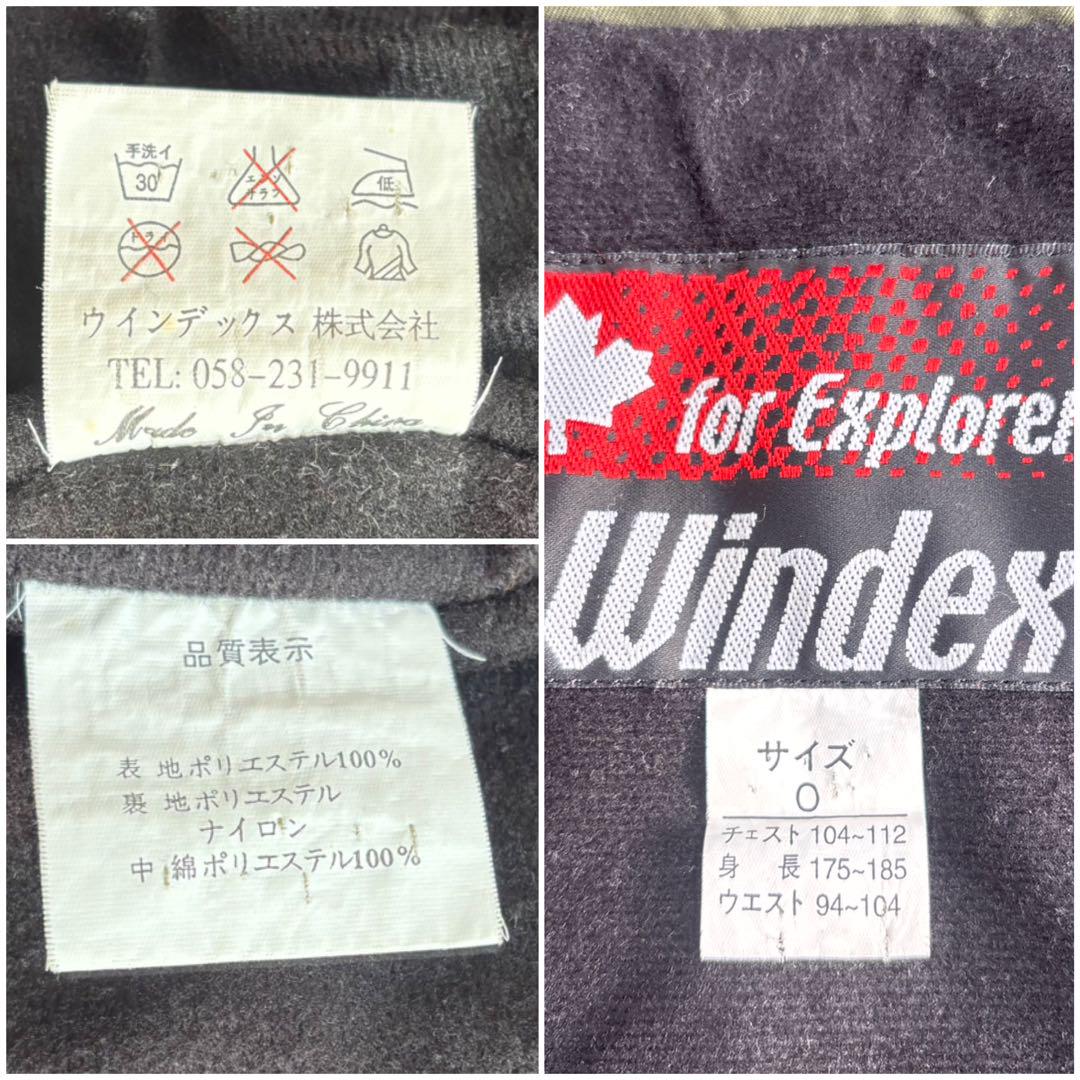 手洗イ
30
エンソ
サラシ
低
ドライ
ウインデックス 株式会社
TEL: 058-231-9911
Made In China
品質表示
表 地ポリエステル100%
裏 地ポリエステル
ナイロン
中 綿ポリエステル100%
for Explorer
Windex
サイズ
O
チェスト 104~112
身 長 175~185
ウエスト 94~104